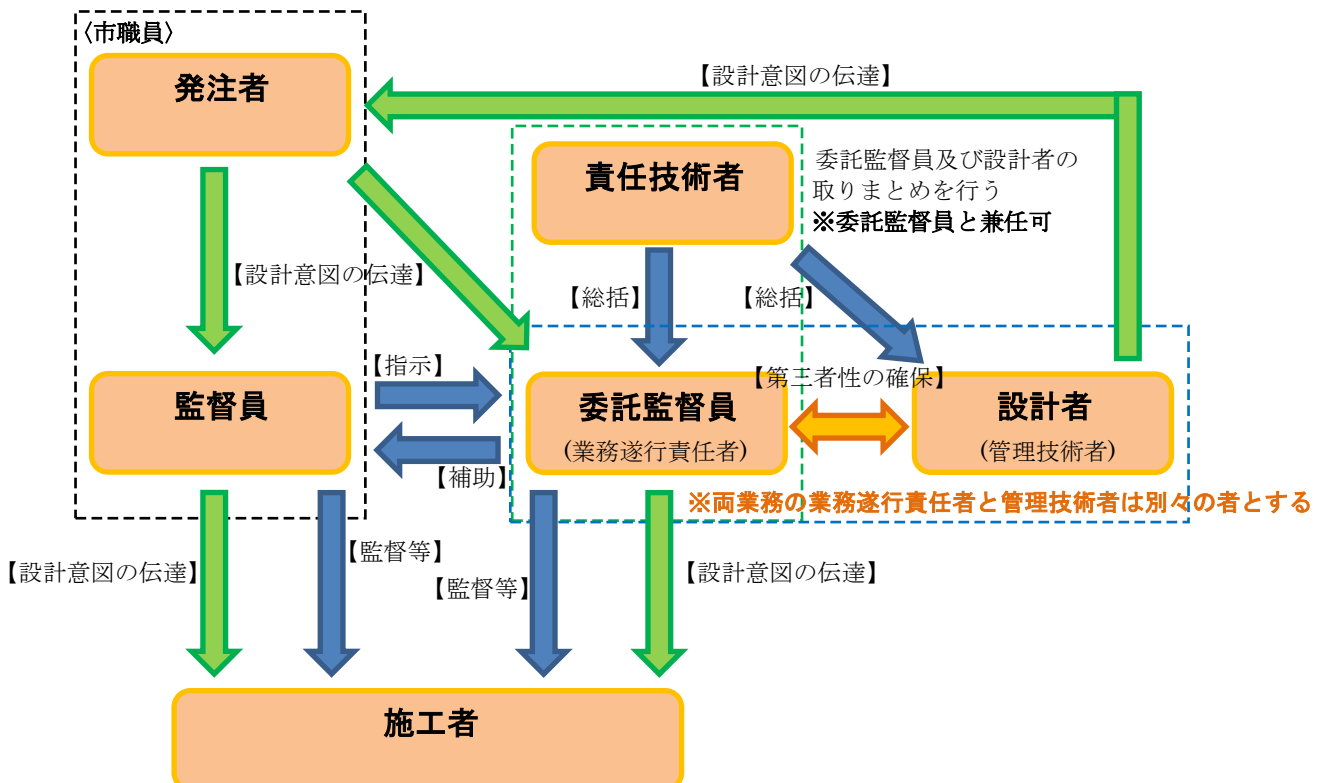 〈市職員〉
発注者
【設計意図の伝達】
責任技術者
委託監督員及び設計者の
取りまとめを行う
※委託監督員と兼任可
【設計意図の伝達】
【総括】
【総括】
【指示】
【第三者性の確保】
監督員
委託監督員
(業務遂行責任者)
設計者
(管理技術者)
【補助】
※両業務の業務遂行責任者と管理技術者は別々の者とする
【設計意図の伝達】
【監督等】
【監督等】
【設計意図の伝達】
施工者